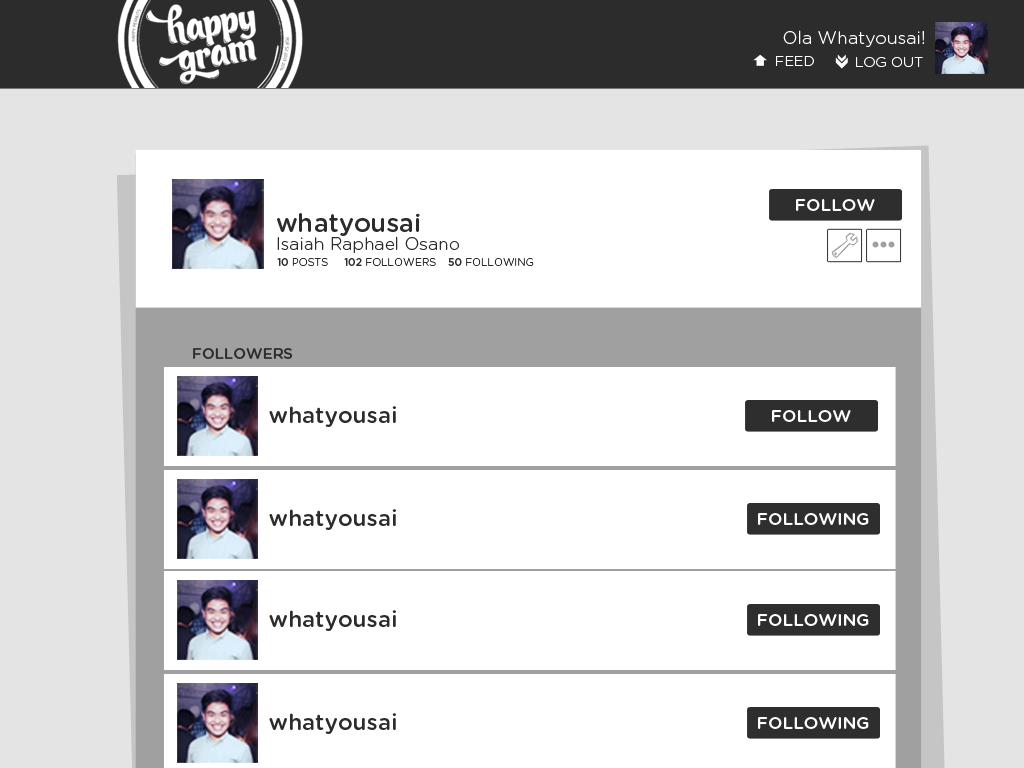 happy
gram
Ola Whatyousai!
FEED LOG OUT
FOLLOW
whatyousai
Isaiah Raphael Osano
10 POSTS 102 FOLLOWERS 50 FOLLOWING
FOLLOWERS
whatyousai FOLLOW
whatyousai FOLLOWING
whatyousai FOLLOWING
whatyousai FOLLOWING